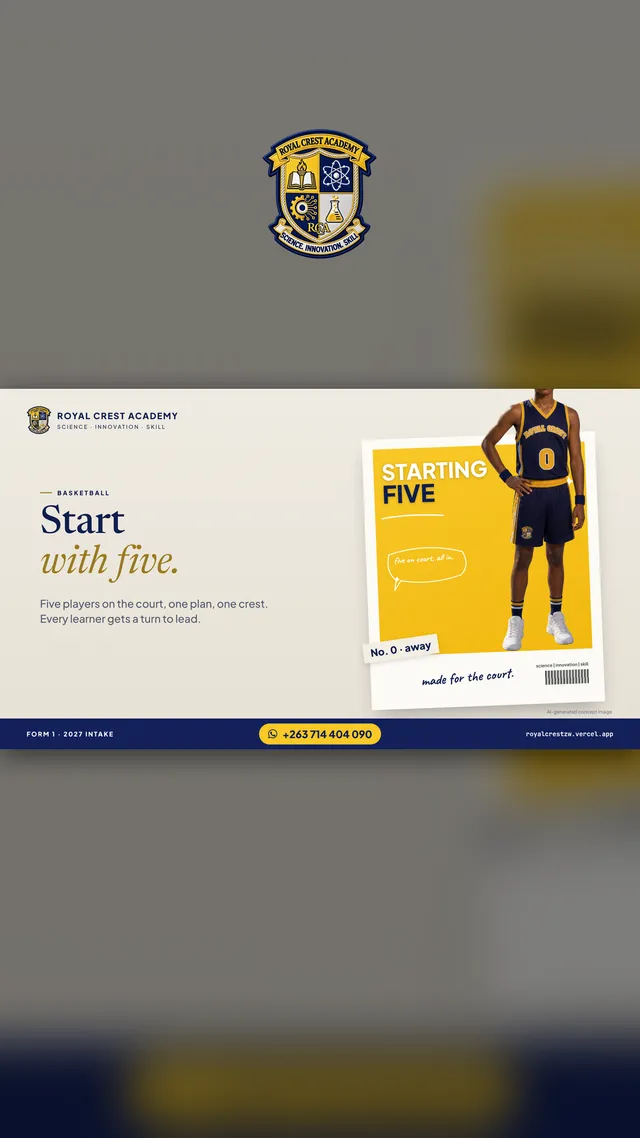 ROYAL CREST ACADEMY
RCA
SCIENCE. INNOVATION. SKILL
ROYAL CREST ACADEMY
SCIENCE · INNOVATION · SKILL
BASKETBALL
Start
with five.
Five players on the court, one plan, one crest.
Every learner gets a turn to lead.
STARTING
FIVE
five on court, all in.
ROYAL CREST
0
No. 0 · away
made for the court.
science | innovation | skill
AI-generated concept image
FORM 1 · 2027 INTAKE
+263 714 404 090
royalcrestzw.vercel.app